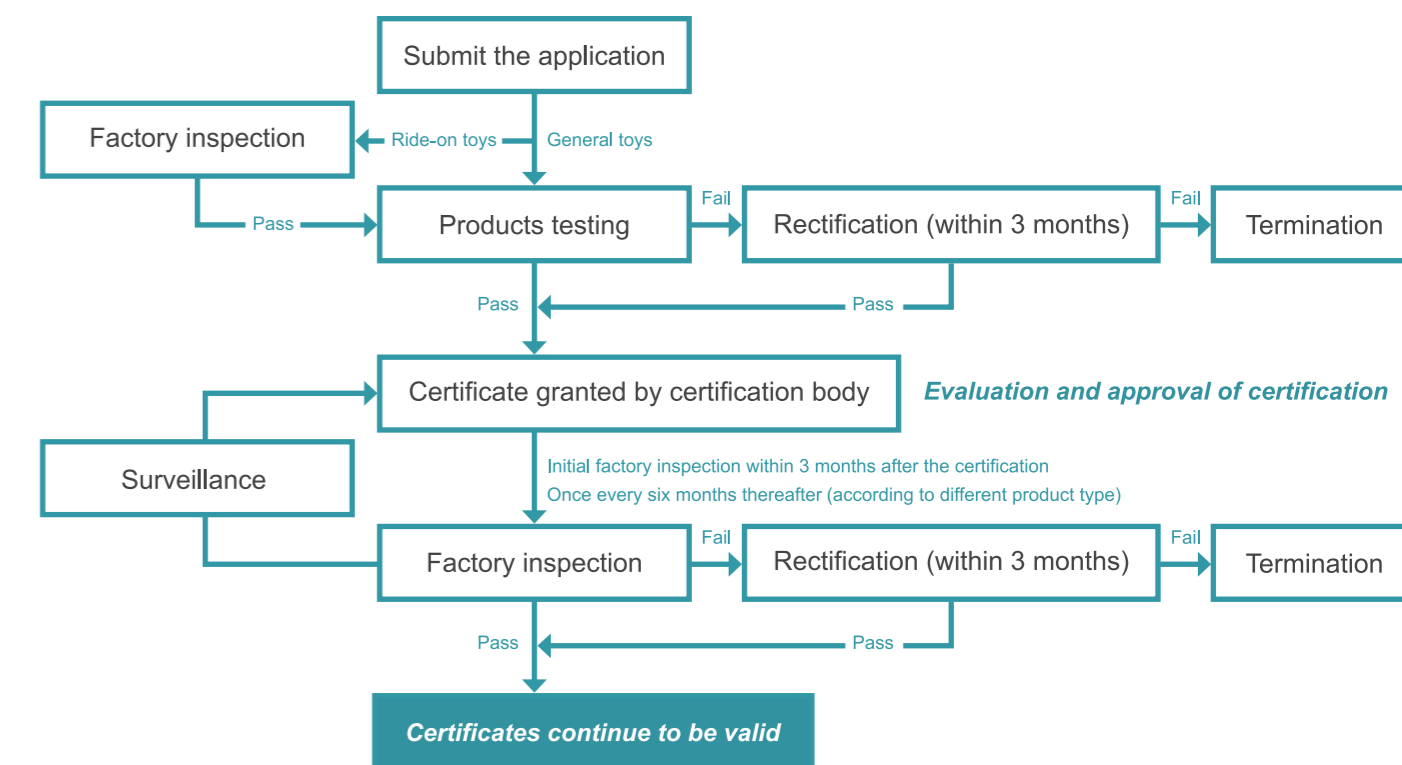 Submit the application
Factory inspection
Ride-on toys
General toys
Pass
Products testing
Fail
Rectification (within 3 months)
Fail
Termination
Pass
Pass
Certificate granted by certification body
Evaluation and approval of certification
Surveillance
Initial factory inspection within 3 months after the certification
Once every six months thereafter (according to different product type)
Factory inspection
Fail
Rectification (within 3 months)
Fail
Termination
Pass
Pass
Certificates continue to be valid